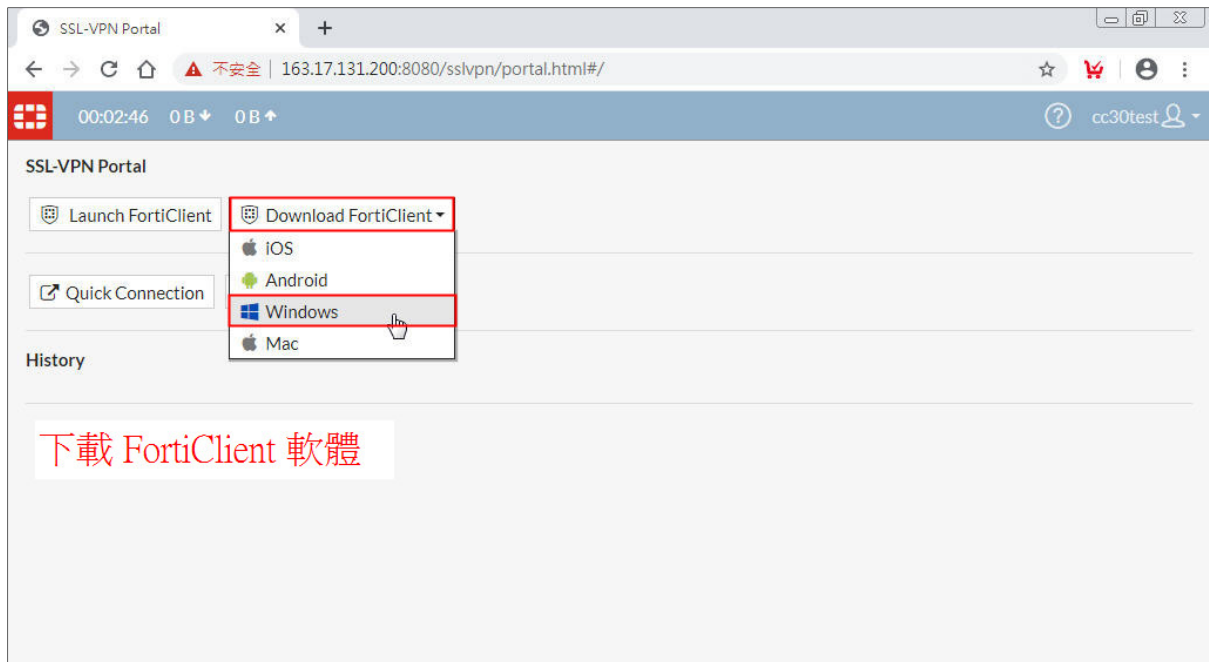 SSL-VPN Portal
不安全 | 163.17.131.200:8080/sslvpn/portal.html#/
00:02:46 0 B 0 B cc30test
SSL-VPN Portal
Launch FortiClient Download FortiClient
iOS
Android
Quick Connection
Windows
Mac
History
下載 FortiClient 軟體